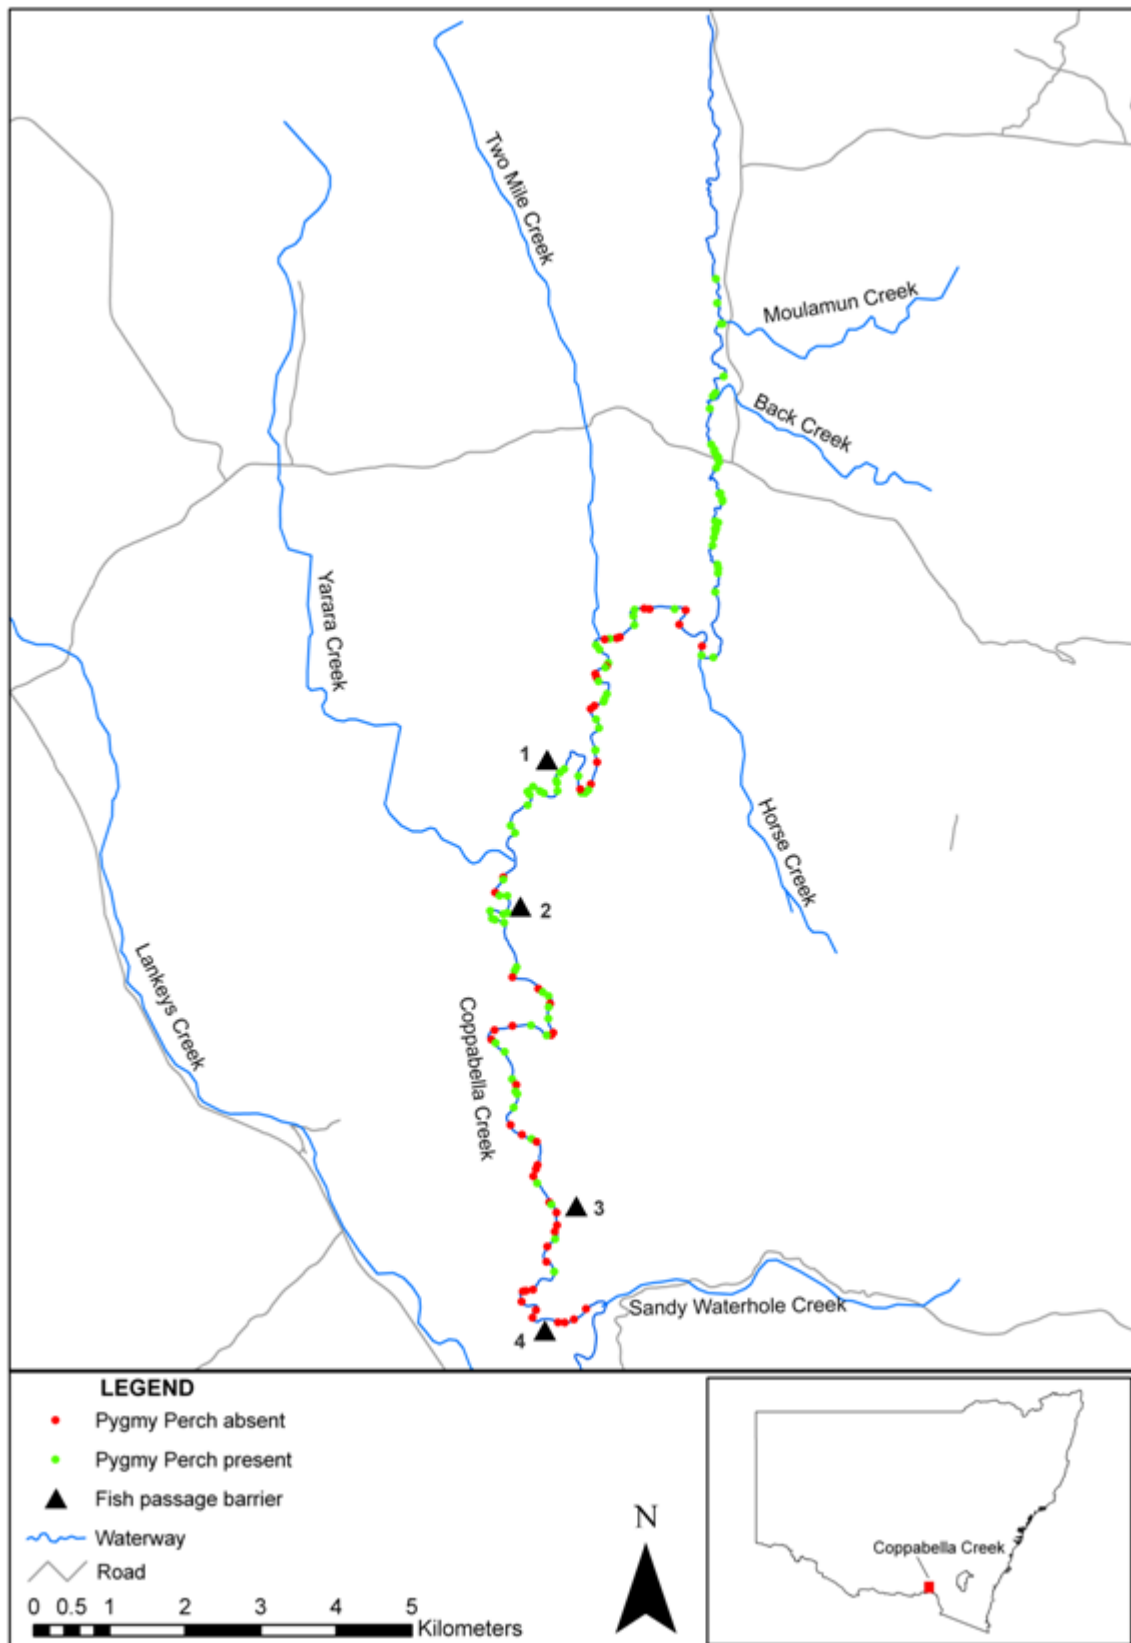 Two Mile Creek
Moulamun Creek
Back Creek
Yarara Creek
1
Horse Creek
2
Lankeys Creek
Coppabella Creek
3
Sandy Waterhole Creek
4
LEGEND
Pygmy Perch absent
Pygmy Perch present
Fish passage barrier
Waterway
Road
0 0.5 1 2 3 4 5
Kilometers
N
Coppabella Creek